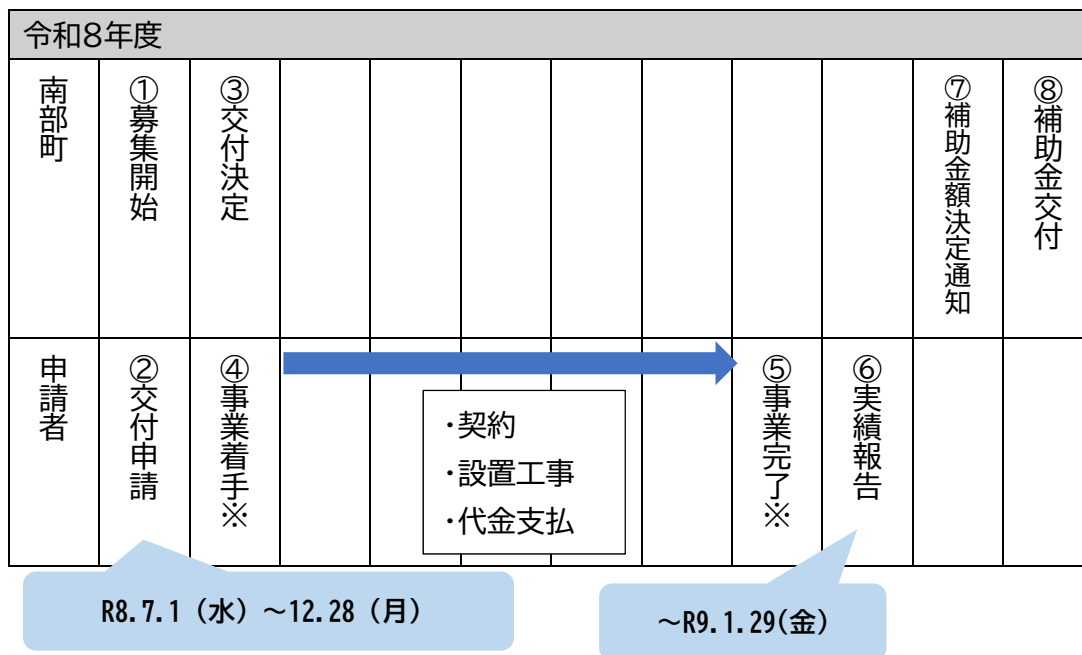 令和8年度
南部町
①募集開始
③交付決定
⑦補助金額決定通知
⑧補助金交付
申請者
②交付申請
④事業着手※
・契約
・設置工事
・代金支払
⑤事業完了※
⑥実績報告
R8.7.1（水）～12.28（月）
～R9.1.29(金)